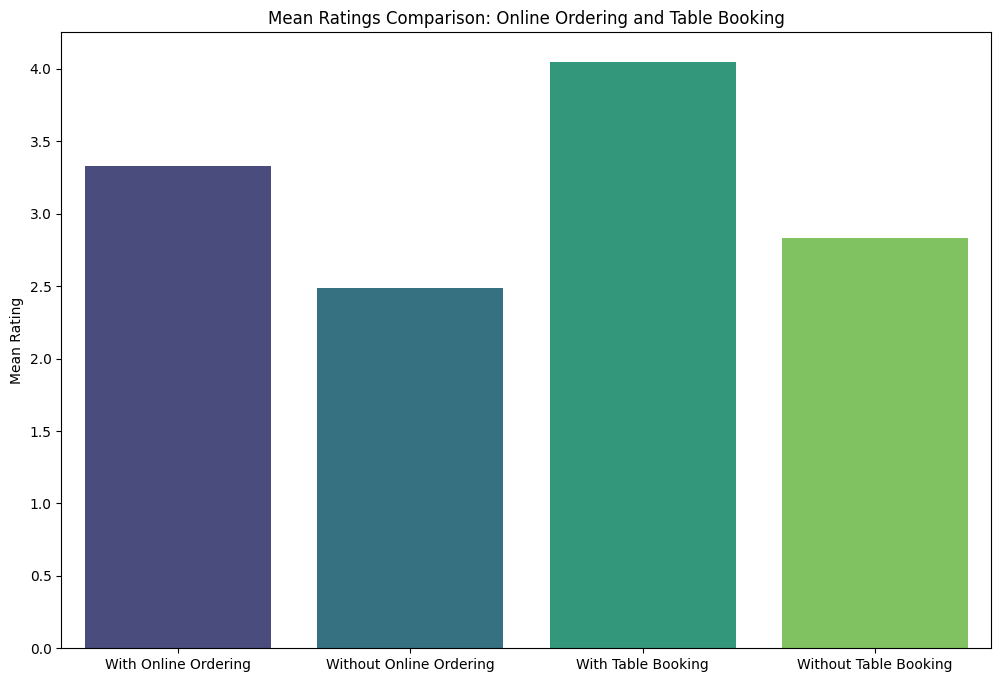 Mean Ratings Comparison: Online Ordering and Table Booking
Mean Rating
4.0
3.5
3.0
2.5
2.0
1.5
1.0
0.5
0.0
With Online Ordering
Without Online Ordering
With Table Booking
Without Table Booking